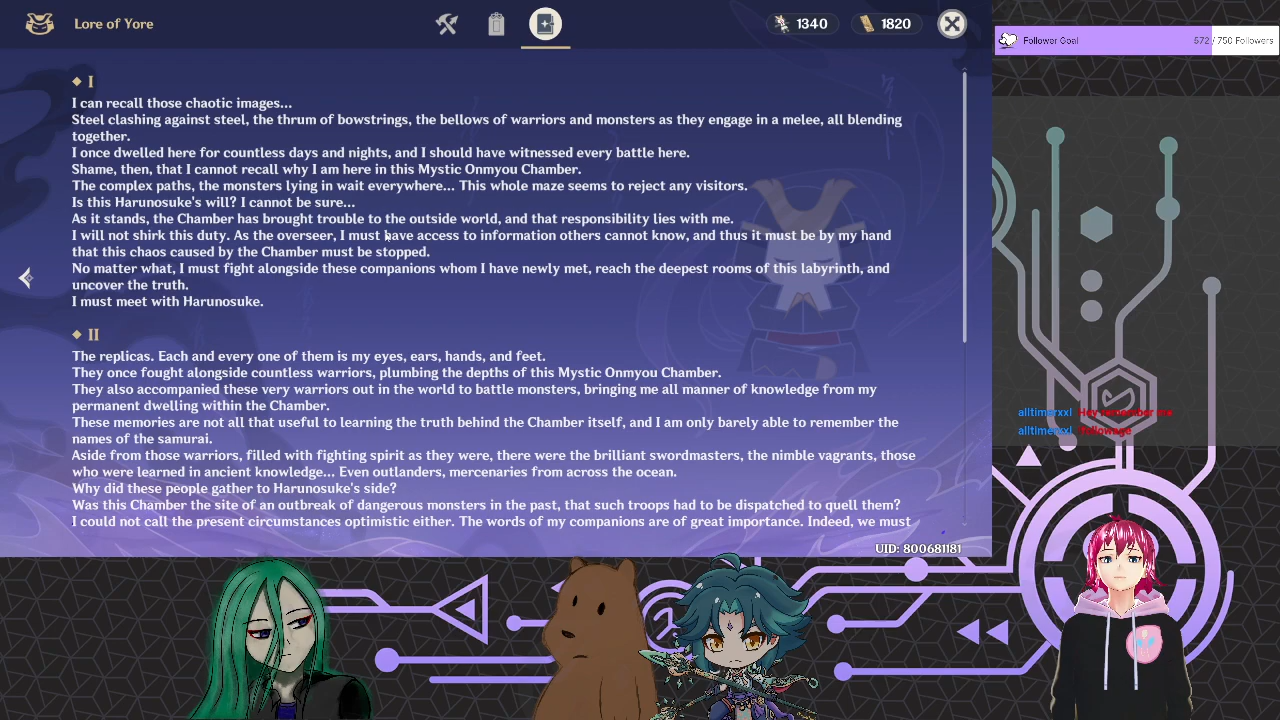 Lore of Yore
1340
1820
Follower Goal
572 / 750 Followers
I
I can recall those chaotic images...
Steel clashing against steel, the thrum of bowstrings, the bellows of warriors and monsters as they engage in a melee, all blending
together.
I once dwelled here for countless days and nights, and I should have witnessed every battle here.
Shame, then, that I cannot recall why I am here in this Mystic Onmyou Chamber.
The complex paths, the monsters lying in wait everywhere... This whole maze seems to reject any visitors.
Is this Harunosuke's will? I cannot be sure...
As it stands, the Chamber has brought trouble to the outside world, and that responsibility lies with me.
I will not shirk this duty. As the overseer, I must have access to information others cannot know, and thus it must be by my hand
that this chaos caused by the Chamber must be stopped.
No matter what, I must fight alongside these companions whom I have newly met, reach the deepest rooms of this labyrinth, and
uncover the truth.
I must meet with Harunosuke.
II
The replicas. Each and every one of them is my eyes, ears, hands, and feet.
They once fought alongside countless warriors, plumbing the depths of this Mystic Onmyou Chamber.
They also accompanied these very warriors out in the world to battle monsters, bringing me all manner of knowledge from my
permanent dwelling within the Chamber.
These memories are not all that useful to learning the truth behind the Chamber itself, and I am only barely able to remember the
names of the samurai.
Aside from those warriors, filled with fighting spirit as they were, there were the brilliant swordmasters, the nimble vagrants, those
who were learned in ancient knowledge... Even outlanders, mercenaries from across the ocean.
Why did these people gather to Harunosuke's side?
Was this Chamber the site of an outbreak of dangerous monsters in the past, that such troops had to be dispatched to quell them?
I could not call the present circumstances optimistic either. The words of my companions are of great importance. Indeed, we must
UID: 800681181
alltimerxxl Hey remember me
alltimerxxl !followage